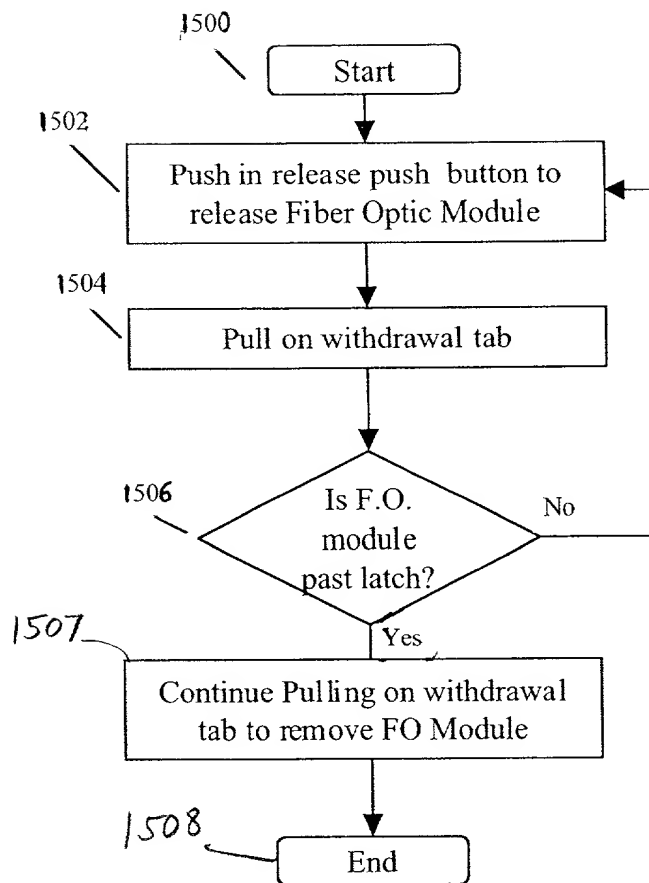 1500
Start
1502
Push in release push button to
release Fiber Optic Module
1504
Pull on withdrawal tab
1506
Is F.O.
module
past latch?
No
Yes
1507
Continue Pulling on withdrawal
tab to remove FO Module
1508
End